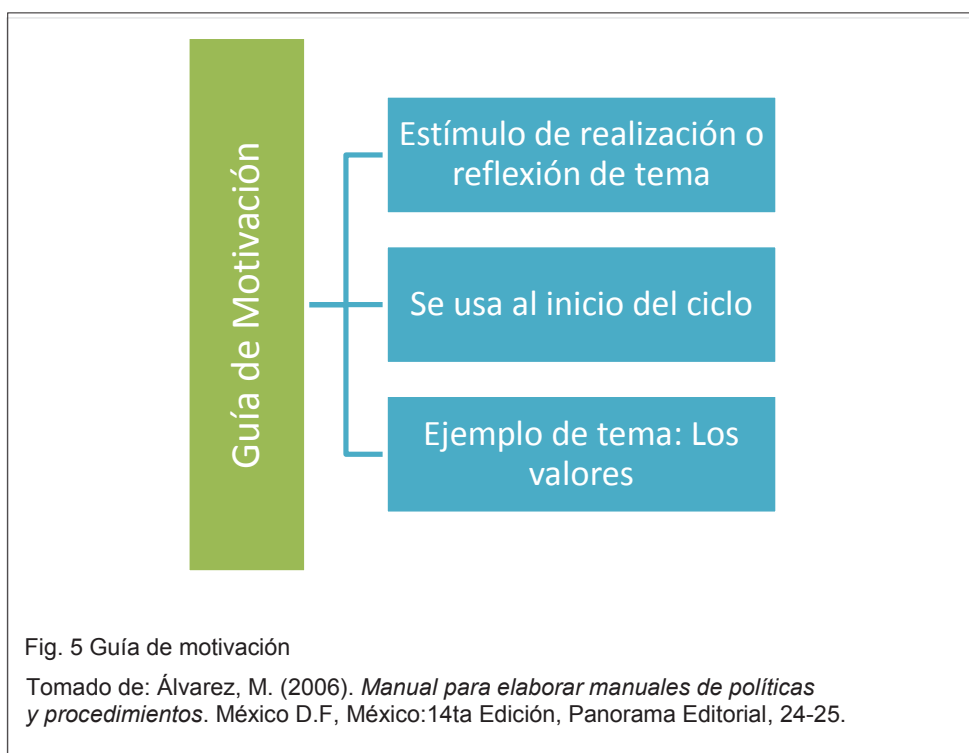 Guía de Motivación
Estímulo de realización o
reflexión de tema
Se usa al inicio del ciclo
Ejemplo de tema: Los
valores
Fig. 5 Guía de motivación
Tomado de: Álvarez, M. (2006). Manual para elaborar manuales de políticas
y procedimientos. México D.F, México:14ta Edición, Panorama Editorial, 24-25.